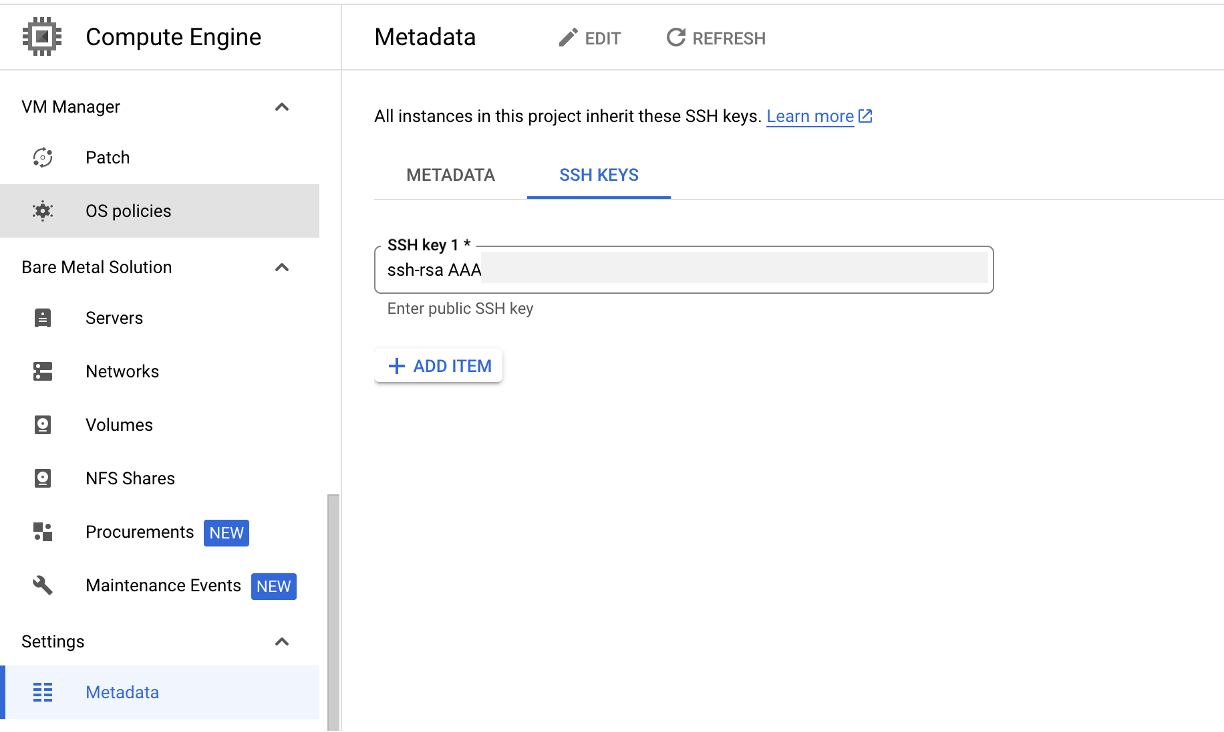 Compute Engine
Metadata
EDIT
REFRESH
VM Manager
Patch
OS policies
Bare Metal Solution
Servers
Networks
Volumes
NFS Shares
Procurements NEW
Maintenance Events NEW
Settings
Metadata
All instances in this project inherit these SSH keys. Learn more
METADATA
SSH KEYS
SSH key 1 *
ssh-rsa AAA
Enter public SSH key
ADD ITEM